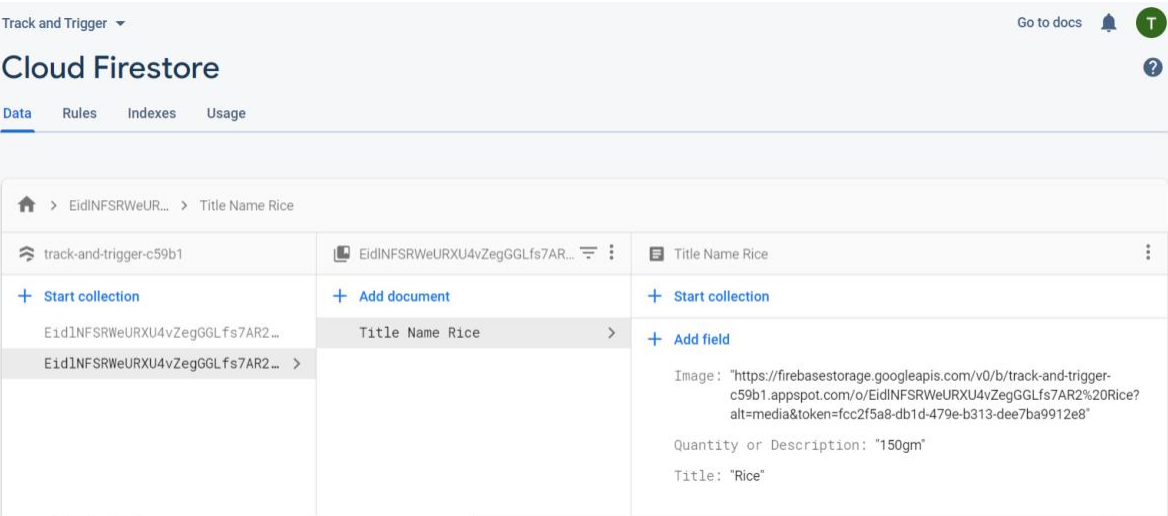 Track and Trigger
Go to docs
T
Cloud Firestore
?
Data Rules Indexes Usage
EidlNFSRWeUR... > Title Name Rice
track-and-trigger-c59b1
EidlNFSRWeURXU4vZegGGLfs7AR...
Title Name Rice
+ Start collection
+ Add document
+ Start collection
EidlNFSRWeURXU4vZegGGLfs7AR2…
EidlNFSRWeURXU4vZegGGLfs7AR2… >
Title Name Rice >
+ Add field
Image: "https://firebasestorage.googleapis.com/v0/b/track-and-trigger-
c59b1.appspot.com/o/EidlNFSRWeURXU4vZegGGLfs7AR2%20Rice?
alt=media&token=fcc2f5a8-db1d-479e-b313-dee7ba9912e8"
Quantity or Description: "150gm"
Title: "Rice"